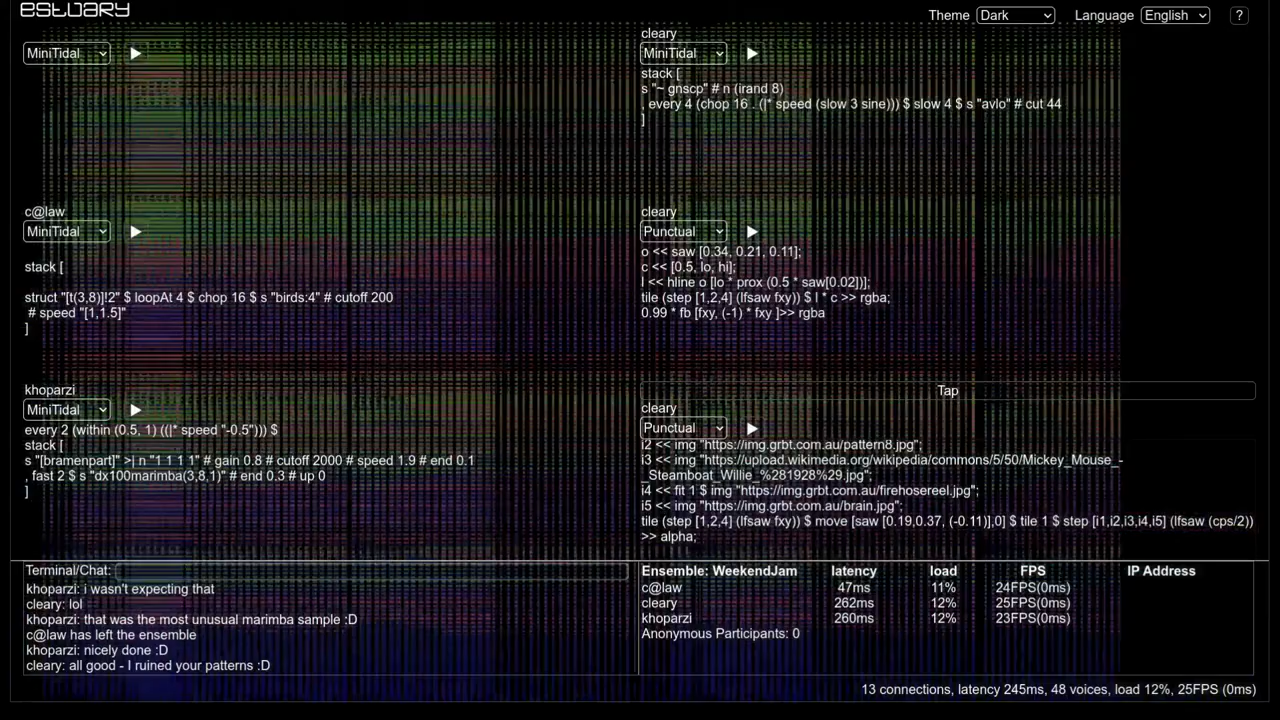 estuary
Theme Dark Language English ?
MiniTidal
c@law
MiniTidal
stack [
struct "[t(3,8)]!2" $ loopAt 4 $ chop 16 $ s "birds:4" # cutoff 200
# speed "[1,1.5]"
]
khoparzi
MiniTidal
every 2 (within (0.5, 1) ((|* speed "-0.5"))) $
stack [
s "[bramenpart]" >| n "1 1 1 1" # gain 0.8 # cutoff 2000 # speed 1.9 # end 0.1
, fast 2 $ s "dx100marimba(3,8,1)" # end 0.3 # up 0
]
cleary
MiniTidal
stack [
s "~ gnscp" # n (irand 8)
, every 4 (chop 16 . (|* speed (slow 3 sine))) $ slow 4 $ s "avlo" # cut 44
]
cleary
Punctual
o << saw [0.34, 0.21, 0.11];
c << [0.5, lo, hi];
l << hline o [lo * prox (0.5 * saw[0.02])];
tile (step [1,2,4] (lfsaw fxy)) $ l * c >> rgba;
0.99 * fb [fxy, (-1) * fxy ]>> rgba
Tap
cleary
Punctual
i2 << img "https://img.grbt.com.au/pattern8.jpg";
i3 << img "https://upload.wikimedia.org/wikipedia/commons/5/50/Mickey_Mouse_-
_Steamboat_Willie_%281928%29.jpg";
i4 << fit 1 $ img "https://img.grbt.com.au/firehosereel.jpg";
i5 << img "https://img.grbt.com.au/brain.jpg";
tile (step [1,2,4] (lfsaw fxy)) $ move [saw [0.19,0.37, (-0.11)],0] $ tile 1 $ step [i1,i2,i3,i4,i5] (lfsaw (cps/2))
>> alpha;
Terminal/Chat:
khoparzi: i wasn't expecting that
cleary: lol
khoparzi: that was the most unusual marimba sample :D
c@law has left the ensemble
khoparzi: nicely done :D
cleary: all good - I ruined your patterns :D
Ensemble: WeekendJam latency load FPS IP Address
c@law 47ms 11% 24FPS(0ms)
cleary 262ms 12% 25FPS(0ms)
khoparzi 260ms 12% 23FPS(0ms)
Anonymous Participants: 0
13 connections, latency 245ms, 48 voices, load 12%, 25FPS (0ms)